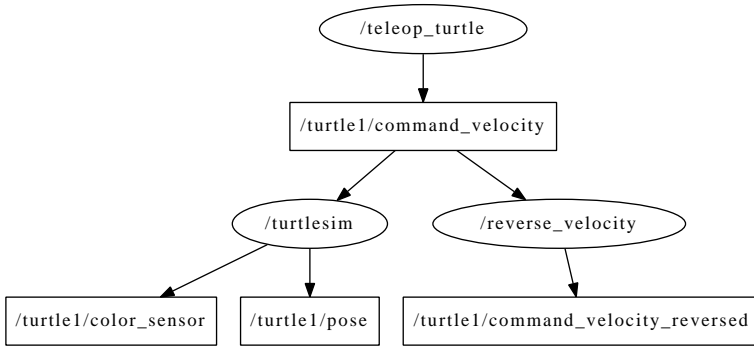 /teleop_turtle
/turtle1/command_velocity
/turtlesim
/reverse_velocity
/turtle1/color_sensor
/turtle1/pose
/turtle1/command_velocity_reversed